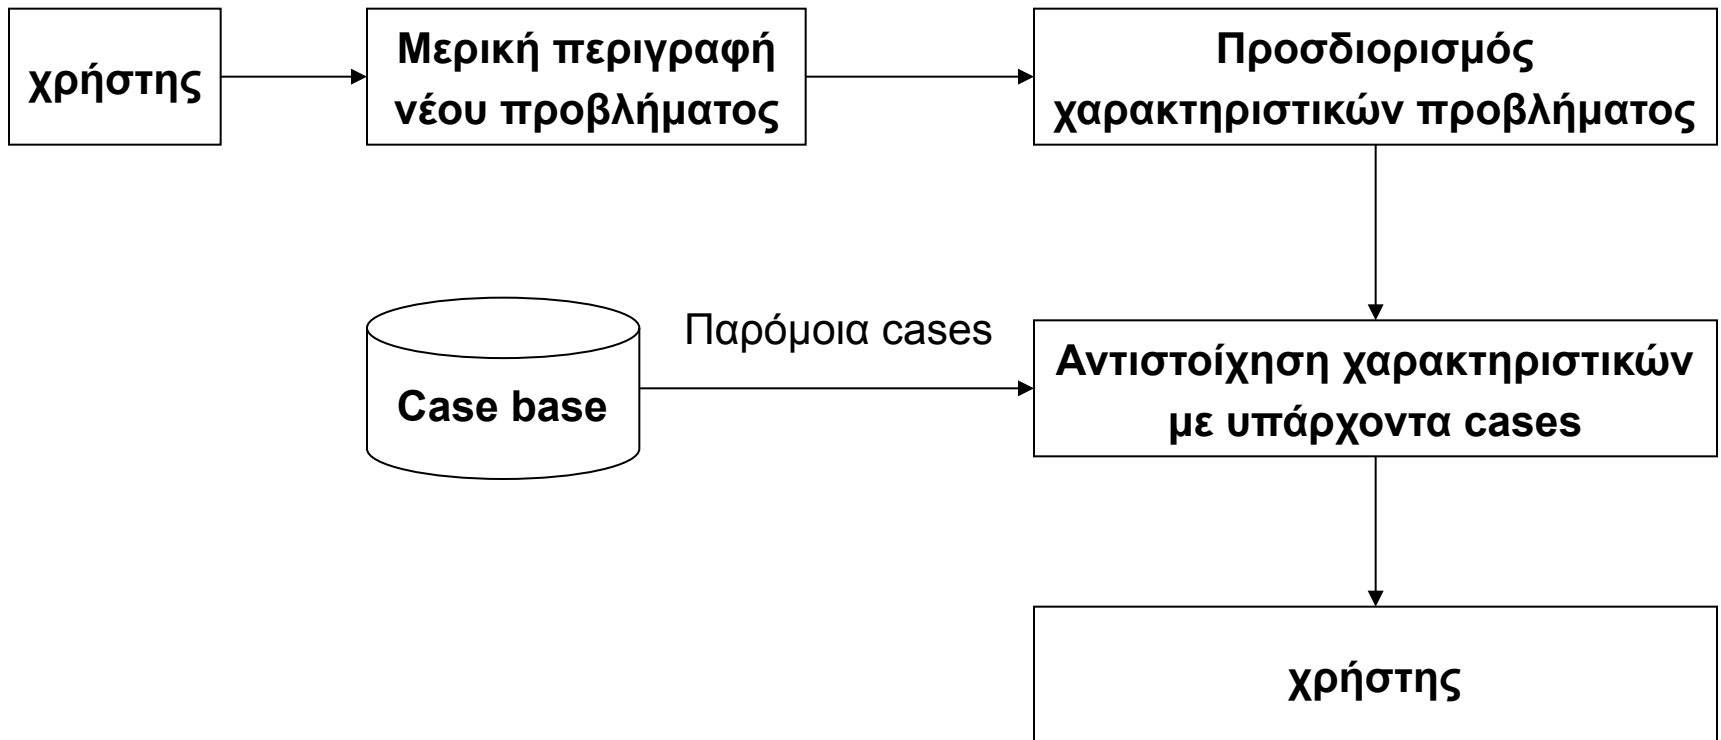 χρήστης
Μερική περιγραφή
νέου προβλήματος
Προσδιορισμός
χαρακτηριστικών προβλήματος
Παρόμοια cases
Case base
Αντιστοίχηση χαρακτηριστικών
με υπάρχοντα cases
χρήστης